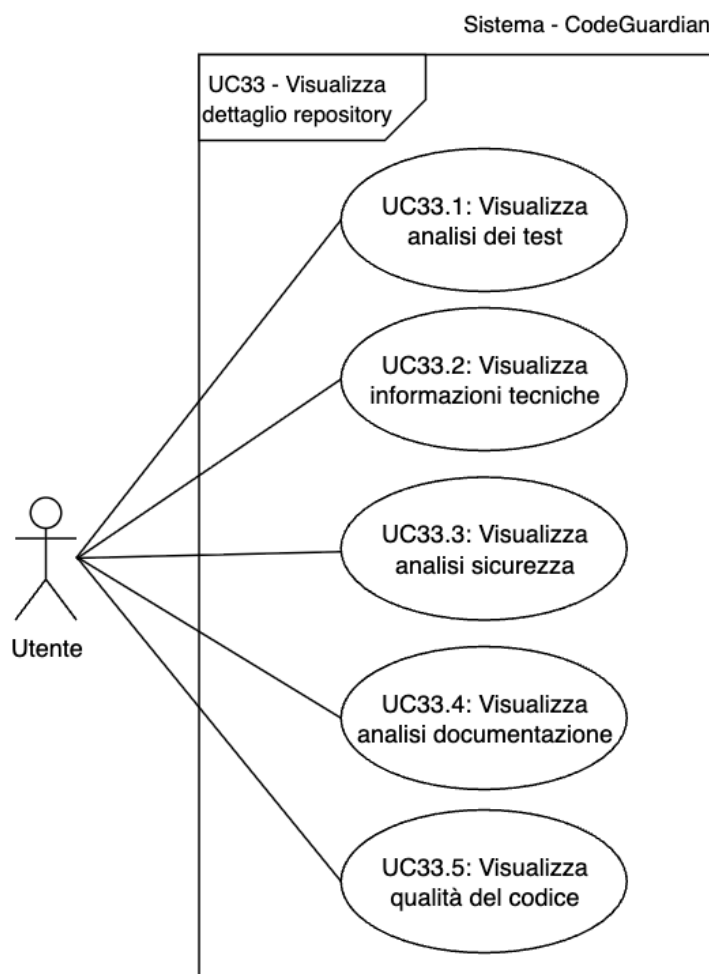 Sistema - CodeGuardian
UC33 - Visualizza
dettaglio repository
UC33.1: Visualizza
analisi dei test
UC33.2: Visualizza
informazioni tecniche
UC33.3: Visualizza
analisi sicurezza
Utente
UC33.4: Visualizza
analisi documentazione
UC33.5: Visualizza
qualità del codice